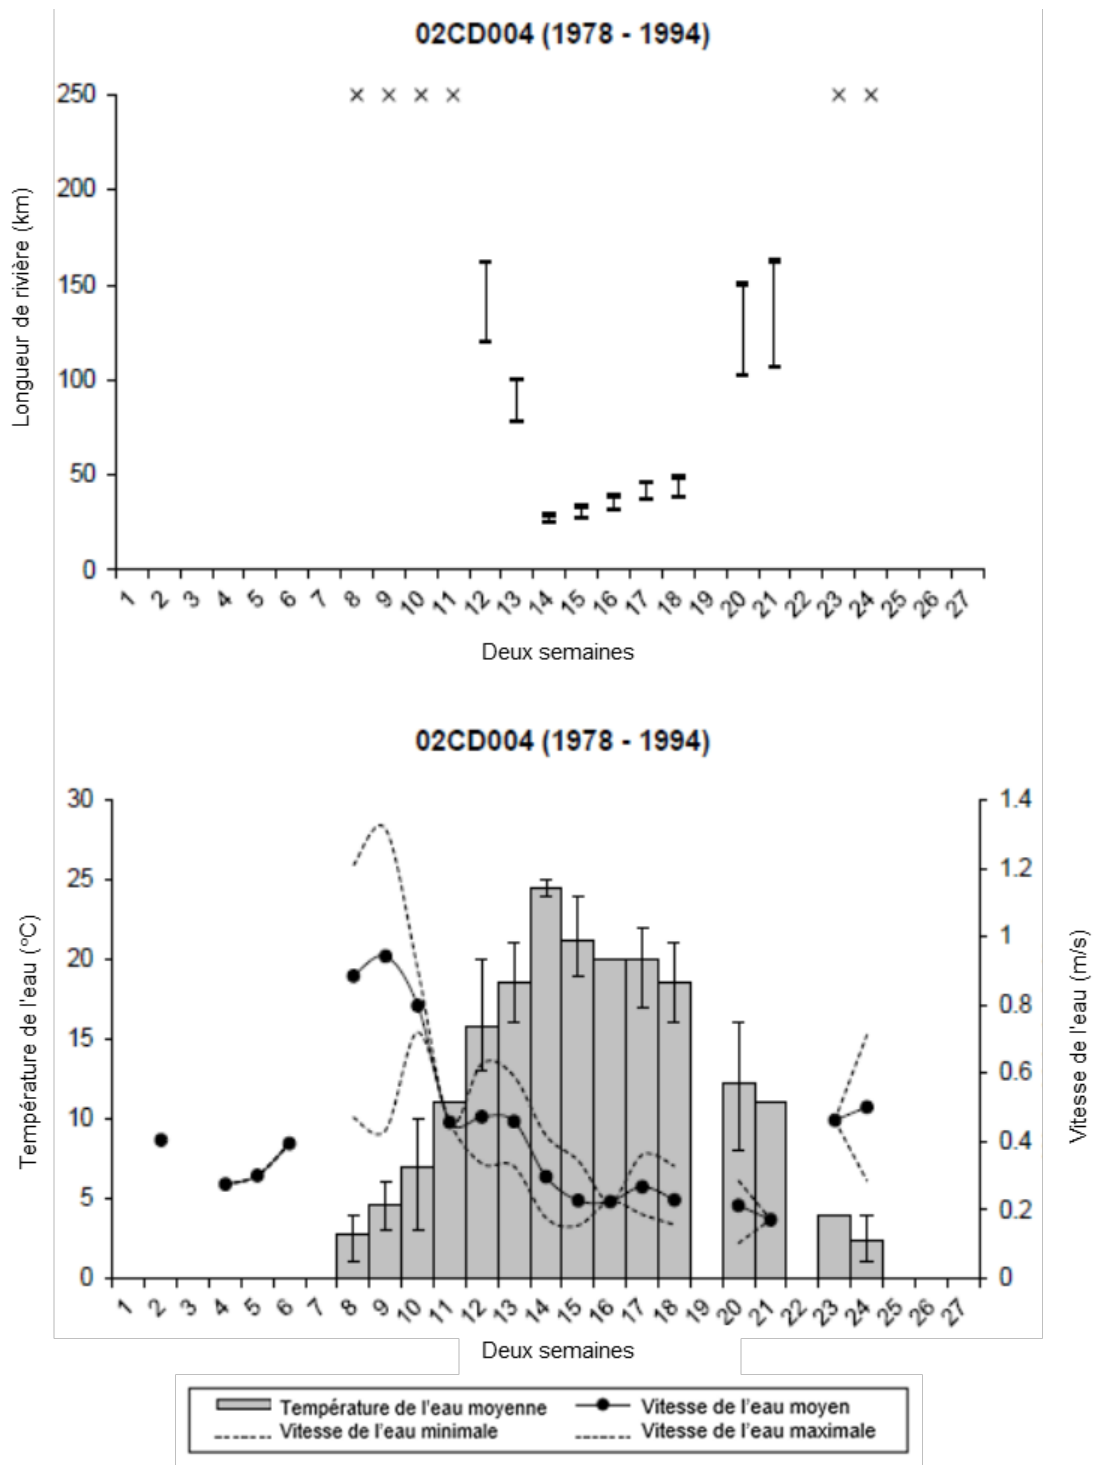 02CD004 (1978 - 1994)
250
200
150
100
50
0
Longueur de rivière (km)
1 2 3 4 5 6 7 8 9 10 11 12 13 14 15 16 17 18 19 20 21 22 23 24 25 26 27
Deux semaines
02CD004 (1978 - 1994)
30
25
20
15
10
5
0
Température de l'eau (°C)
1.4
1.2
1
0.8
0.6
0.4
0.2
0
Vitesse de l'eau (m/s)
1 2 3 4 5 6 7 8 9 10 11 12 13 14 15 16 17 18 19 20 21 22 23 24 25 26 27
Deux semaines
Température de l'eau moyenne Vitesse de l'eau moyen
Vitesse de l'eau minimale Vitesse de l'eau maximale